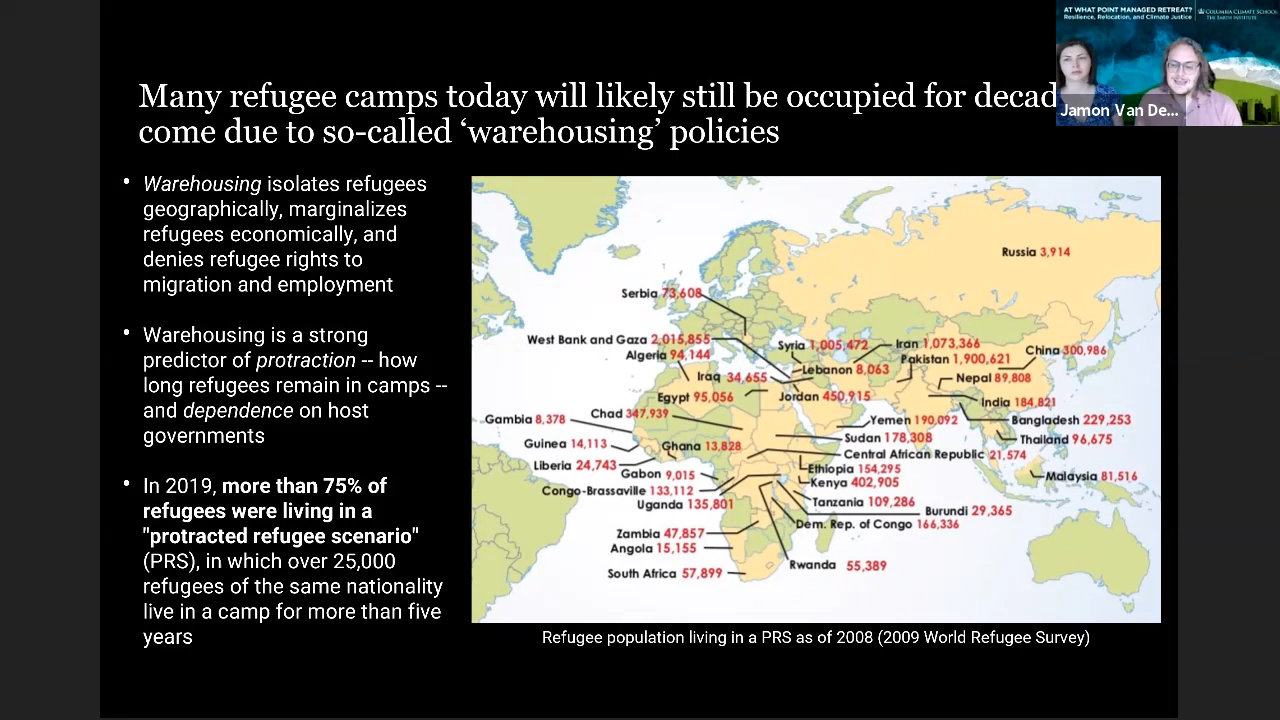 AT WHAT POINT MANAGED RETREAT?
Resilience, Relocation, and Climate Justice
COLUMBIA CLIMATE SCHOOL
THE EARTH INSTITUTE
Jamon Van De...
Many refugee camps today will likely still be occupied for decad
come due to so-called ‘warehousing’ policies
• Warehousing isolates refugees
geographically, marginalizes
refugees economically, and
denies refugee rights to
migration and employment
• Warehousing is a strong
predictor of protraction -- how
long refugees remain in camps --
and dependence on host
governments
• In 2019, more than 75% of
refugees were living in a
"protracted refugee scenario"
(PRS), in which over 25,000
refugees of the same nationality
live in a camp for more than five
years
Russia 3,914
Serbia 73,608
West Bank and Gaza 2,015,855
Algeria 94,144
Syria 1,005,472
Iran 1,073,366
Pakistan 1,900,621
China 300,986
Iraq 34,655
Lebanon 8,063
Nepal 89,808
Egypt 95,056
Jordan 450,915
India 184,821
Gambia 8,378
Chad 347,939
Yemen 190,092
Bangladesh 229,253
Guinea 14,113
Ghana 13,828
Sudan 178,308
Thailand 96,675
Central African Republic 21,574
Liberia 24,743
Gabon 9,015
Ethiopia 154,295
Malaysia 81,516
Kenya 402,905
Congo-Brassaville 133,112
Uganda 135,801
Tanzania 109,286
Burundi 29,365
Dem. Rep. of Congo 166,336
Zambia 47,857
Angola 15,155
Rwanda 55,389
South Africa 57,899
Refugee population living in a PRS as of 2008 (2009 World Refugee Survey)